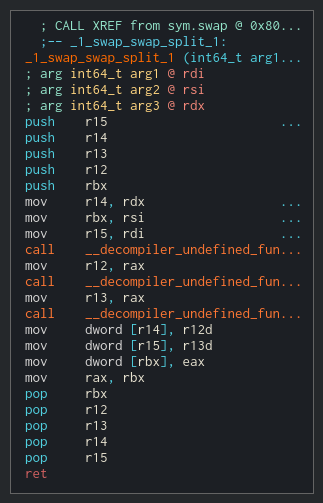 ; CALL XREF from sym.swap @ 0x80...
;-- _1_swap_swap_split_1:
_1_swap_swap_split_1 (int64_t arg1...
; arg int64_t arg1 @ rdi
; arg int64_t arg2 @ rsi
; arg int64_t arg3 @ rdx
push r15 ...
push r14
push r13
push r12
push rbx
mov r14, rdx ...
mov rbx, rsi ...
mov r15, rdi ...
call __decompiler_undefined_fun...
mov r12, rax
call __decompiler_undefined_fun...
mov r13, rax
call __decompiler_undefined_fun...
mov dword [r14], r12d
mov dword [r15], r13d
mov dword [rbx], eax
mov rax, rbx
pop rbx
pop r12
pop r13
pop r14
pop r15
ret